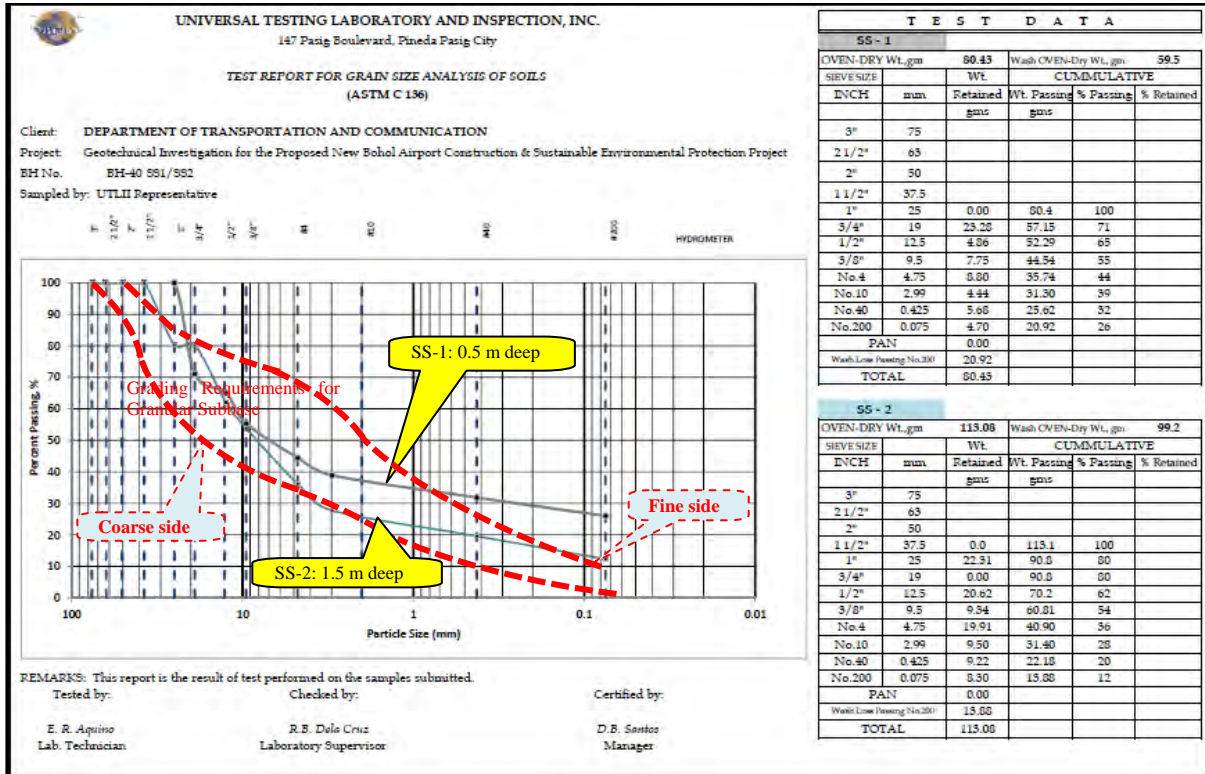 UNIVERSAL TESTING LABORATORY AND INSPECTION, INC.
147 Pasig Boulevard, Pineda Pasig City
TEST REPORT FOR GRAIN SIZE ANALYSIS OF SOILS
(ASTM C 136)
Client: DEPARTMENT OF TRANSPORTATION AND COMMUNICATION
Project: Geotechnical Investigation for the Proposed New Bohol Airport Construction & Sustainable Environmental Protection Project
BH No. BH-40 SS1/SS2
Sampled by: UTLII Representative
3" 2 1/2" 2" 1 1/2" 1" 3/4" 1/2" 3/8" #4 #10 #40 #200 HYDROMETER
100
90
80
70
60
50
40
30
20
10
0
Percent Passing, %
SS-1: 0.5 m deep
Grading Requirements for
Granular Subbase
Coarse side
Fine side
SS-2: 1.5 m deep
100 10 1 0.1 0.01
Particle Size (mm)
REMARKS: This report is the result of test performed on the samples submitted.
Tested by: Checked by: Certified by:
E. R. Aquino R.B. Dela Cruz D.B. Santos
Lab. Technician Laboratory Supervisor Manager
T E S T D A T A
SS - 1
OVEN-DRY Wt.,gm 80.43 Wash OVEN-Dry Wt., gm 59.5
SIEVE SIZE Wt. CUMMULATIVE
INCH mm Retained Wt. Passing % Passing % Retained
gms gms
3" 75
2 1/2" 63
2" 50
1 1/2" 37.5
1" 25 0.00 80.4 100
3/4" 19 23.28 57.15 71
1/2" 12.5 4.86 52.29 65
3/8" 9.5 7.75 44.54 55
No.4 4.75 8.80 35.74 44
No.10 2.99 4.44 31.30 39
No.40 0.425 5.68 25.62 32
No.200 0.075 4.70 20.92 26
PAN 0.00
Wash Loss Passing No.200 20.92
TOTAL 80.43
SS - 2
OVEN-DRY Wt.,gm 113.08 Wash OVEN-Dry Wt., gm 99.2
SIEVE SIZE Wt. CUMMULATIVE
INCH mm Retained Wt. Passing % Passing % Retained
gms gms
3" 75
2 1/2" 63
2" 50
1 1/2" 37.5 0.0 113.1 100
1" 25 22.31 90.8 80
3/4" 19 0.00 90.8 80
1/2" 12.5 20.62 70.2 62
3/8" 9.5 9.34 60.81 54
No.4 4.75 19.91 40.90 36
No.10 2.99 9.50 31.40 28
No.40 0.425 9.22 22.18 20
No.200 0.075 8.30 13.88 12
PAN 0.00
Wash Loss Passing No.200 13.88
TOTAL 113.08